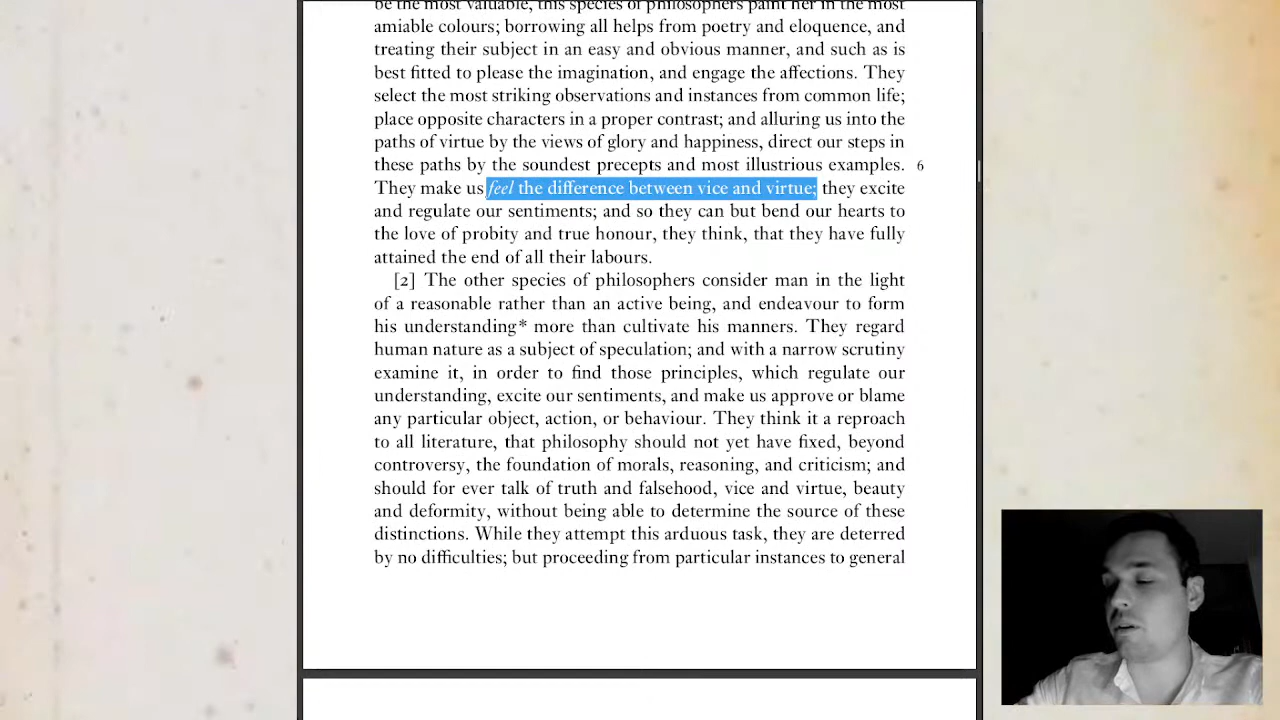 be the most valuable, this species of philosophers paint her in the most
amiable colours; borrowing all helps from poetry and eloquence, and
treating their subject in an easy and obvious manner, and such as is
best fitted to please the imagination, and engage the affections. They
select the most striking observations and instances from common life;
place opposite characters in a proper contrast; and alluring us into the
paths of virtue by the views of glory and happiness, direct our steps in
these paths by the soundest precepts and most illustrious examples. 6
They make us feel the difference between vice and virtue; they excite
and regulate our sentiments; and so they can but bend our hearts to
the love of probity and true honour, they think, that they have fully
attained the end of all their labours.
[2] The other species of philosophers consider man in the light
of a reasonable rather than an active being, and endeavour to form
his understanding* more than cultivate his manners. They regard
human nature as a subject of speculation; and with a narrow scrutiny
examine it, in order to find those principles, which regulate our
understanding, excite our sentiments, and make us approve or blame
any particular object, action, or behaviour. They think it a reproach
to all literature, that philosophy should not yet have fixed, beyond
controversy, the foundation of morals, reasoning, and criticism; and
should for ever talk of truth and falsehood, vice and virtue, beauty
and deformity, without being able to determine the source of these
distinctions. While they attempt this arduous task, they are deterred
by no difficulties; but proceeding from particular instances to general